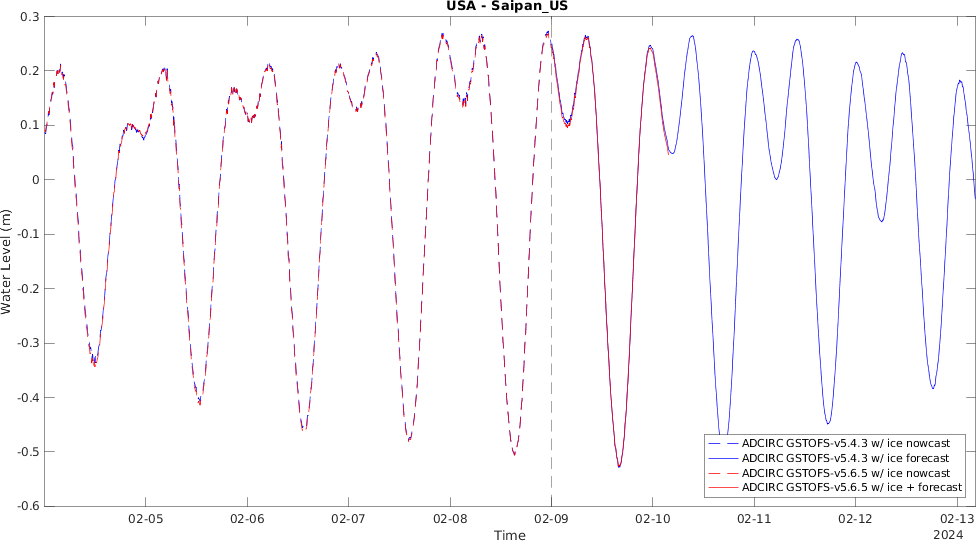 USA - Saipan_US
0.3
0.2
0.1
0
-0.1
-0.2
-0.3
-0.4
-0.5
-0.6
Water Level (m)
ADCIRC GSTOFS-v5.4.3 w/ ice nowcast
ADCIRC GSTOFS-v5.4.3 w/ ice forecast
ADCIRC GSTOFS-v5.6.5 w/ ice nowcast
ADCIRC GSTOFS-v5.6.5 w/ ice + forecast
02-05 02-06 02-07 02-08 02-09 02-10 02-11 02-12 02-13
Time
2024